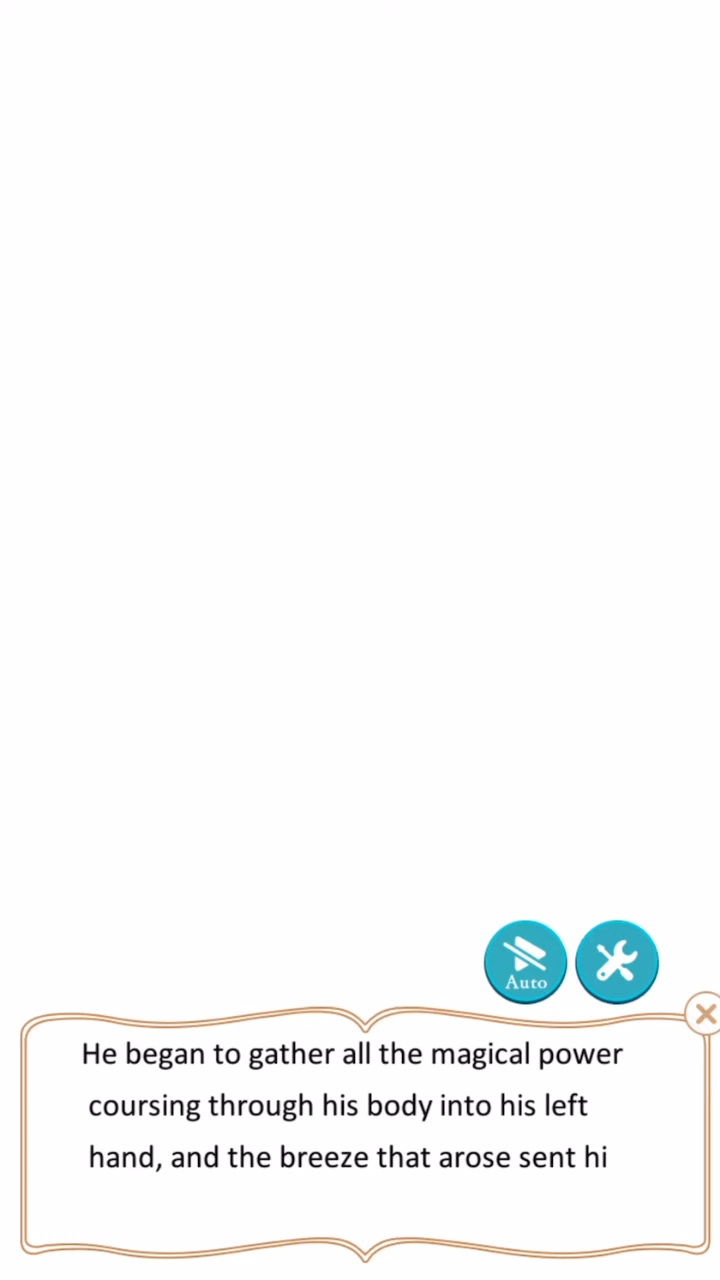 Auto
He began to gather all the magical power
coursing through his body into his left
hand, and the breeze that arose sent hi